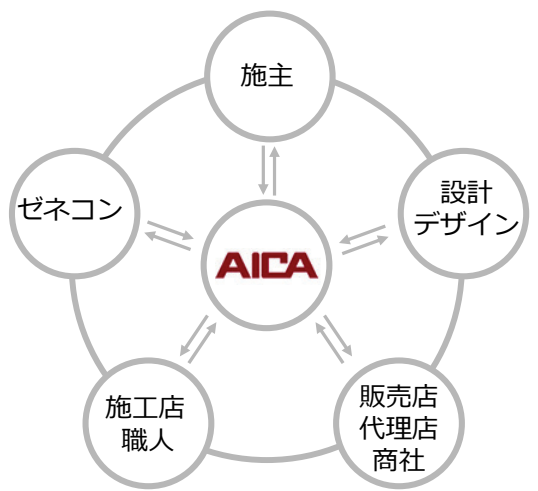 施主
ゼネコン
設計
デザイン
AICA
施工店
職人
販売店
代理店
商社